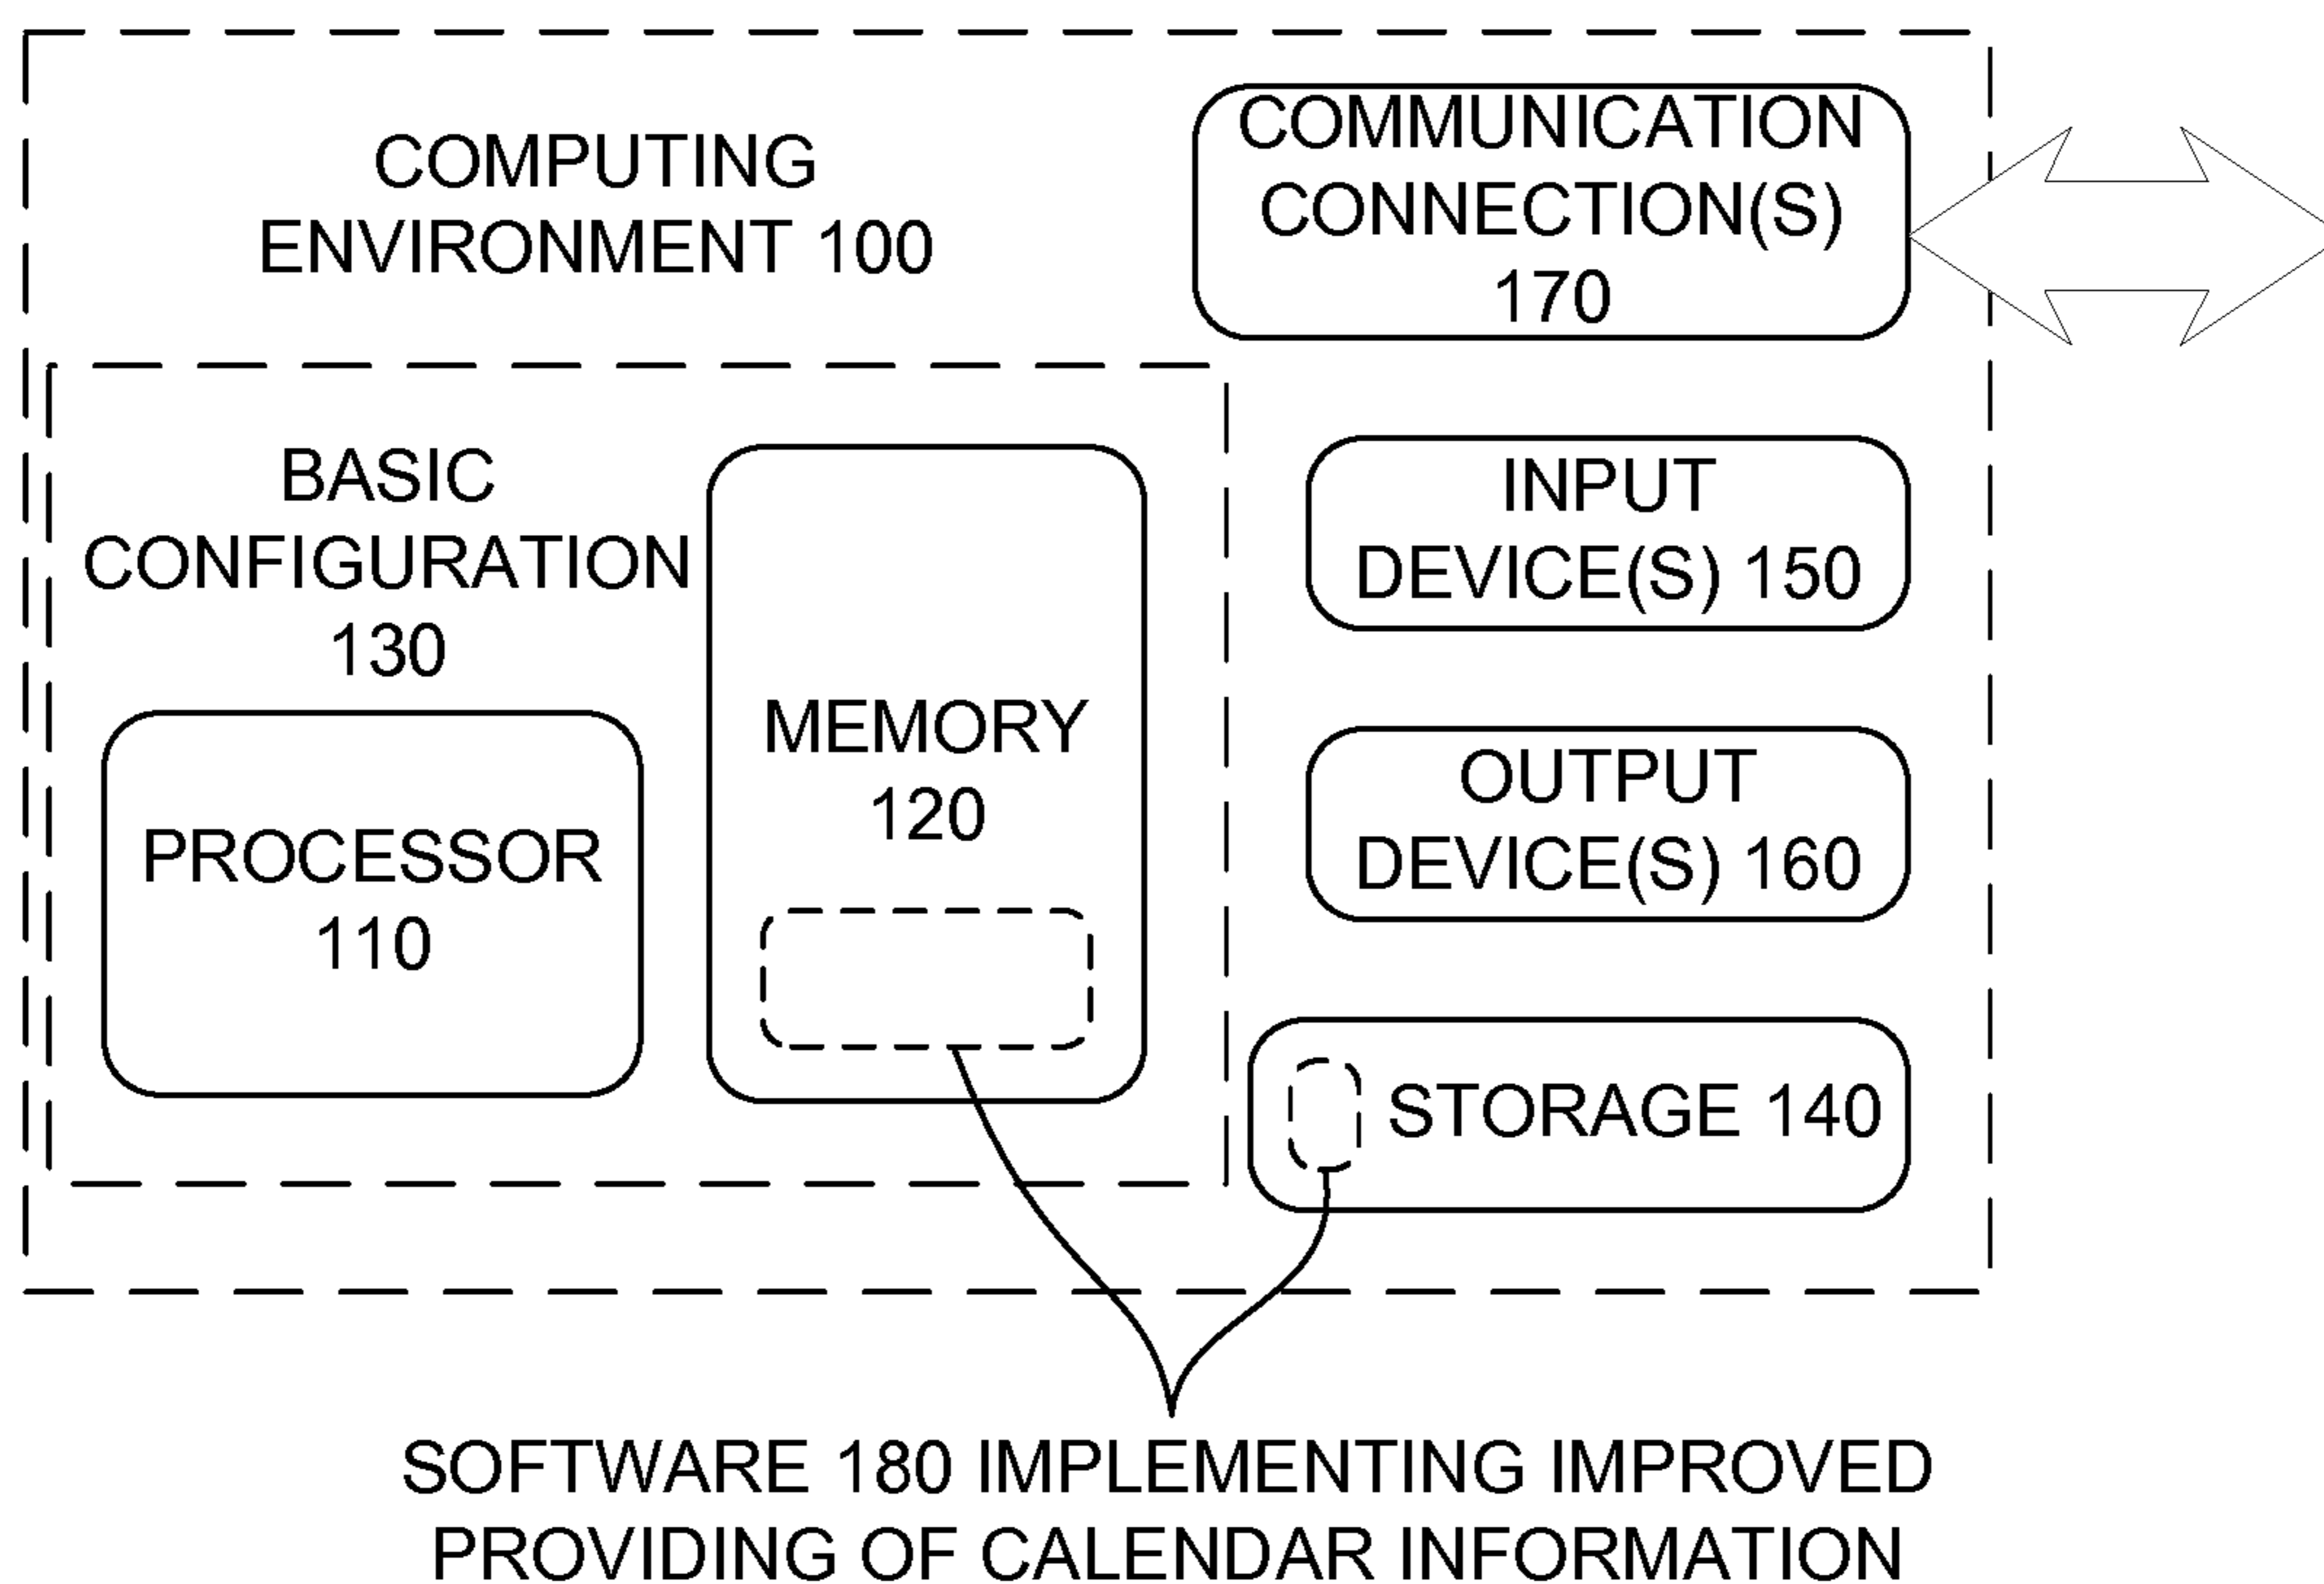 COMPUTING
ENVIRONMENT 100
COMMUNICATION
CONNECTION(S)
170
BASIC
CONFIGURATION
130
PROCESSOR
110
MEMORY
120
INPUT
DEVICE(S) 150
OUTPUT
DEVICE(S) 160
STORAGE 140
SOFTWARE 180 IMPLEMENTING IMPROVED
PROVIDING OF CALENDAR INFORMATION